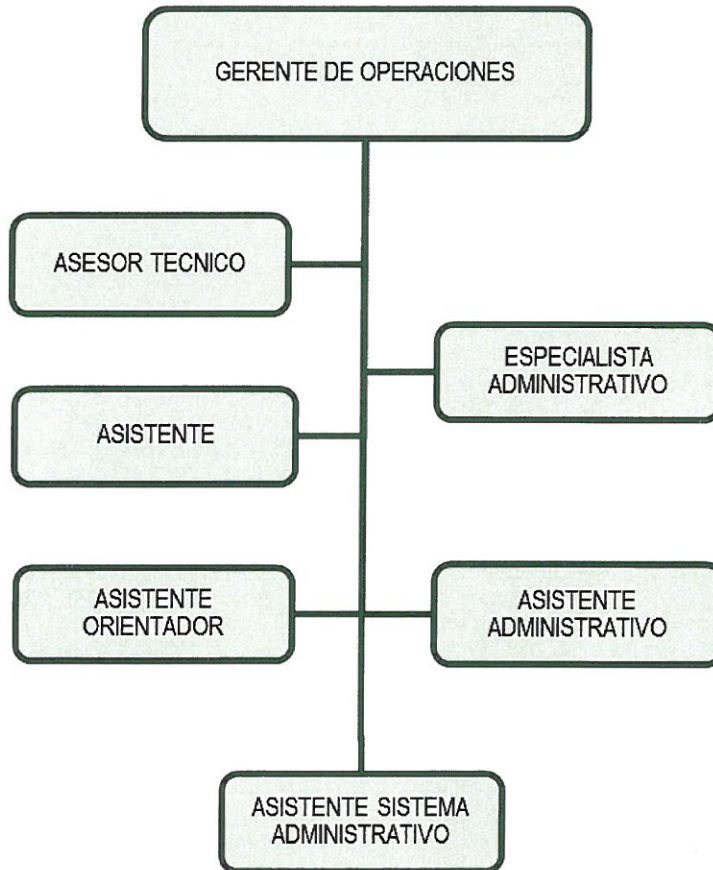 GERENTE DE OPERACIONES
ASESOR TECNICO
ESPECIALISTA
ADMINISTRATIVO
ASISTENTE
ASISTENTE
ORIENTADOR
ASISTENTE
ADMINISTRATIVO
ASISTENTE SISTEMA
ADMINISTRATIVO